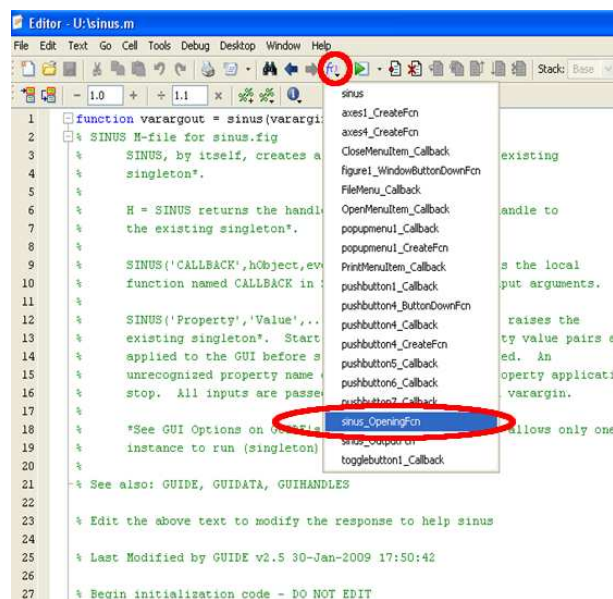 Editor - U:\sinus.m
File Edit Text Go Cell Tools Debug Desktop Window Help
Stack: Base
- 1.0 + ÷ 1.1 ×
sinus
axes1_CreateFcn
axes4_CreateFcn
CloseMenuItem_Callback
figure1_WindowButtonDownFcn
FileMenu_Callback
OpenMenuItem_Callback
popupmenu1_Callback
popupmenu1_CreateFcn
PrintMenuItem_Callback
pushbutton1_Callback
pushbutton4_ButtonDownFcn
pushbutton4_Callback
pushbutton4_CreateFcn
pushbutton5_Callback
pushbutton6_Callback
pushbutton7_Callback
sinus_OpeningFcn
sinus_OutputFcn
togglebutton1_Callback
1 function varargout = sinus(varargi
2 % SINUS M-file for sinus.fig
3 % SINUS, by itself, creates a existing
4 % singleton*.
5 %
6 % H = SINUS returns the handl andle to
7 % the existing singleton*.
8 %
9 % SINUS('CALLBACK',hObject,eve s the local
10 % function named CALLBACK in put arguments.
11 %
12 % SINUS('Property','Value',.. raises the
13 % existing singleton*. Start ty value pairs
14 % applied to the GUI before s ed. An
15 % unrecognized property name operty applicati
16 % stop. All inputs are passe varargin.
17 %
18 % *See GUI Options on allows only one
19 % instance to run (singleton)
20 %
21 % See also: GUIDE, GUIDATA, GUIHANDLES
22
23 % Edit the above text to modify the response to help sinus
24
25 % Last Modified by GUIDE v2.5 30-Jan-2009 17:50:42
26
27 % Begin initialization code - DO NOT EDIT